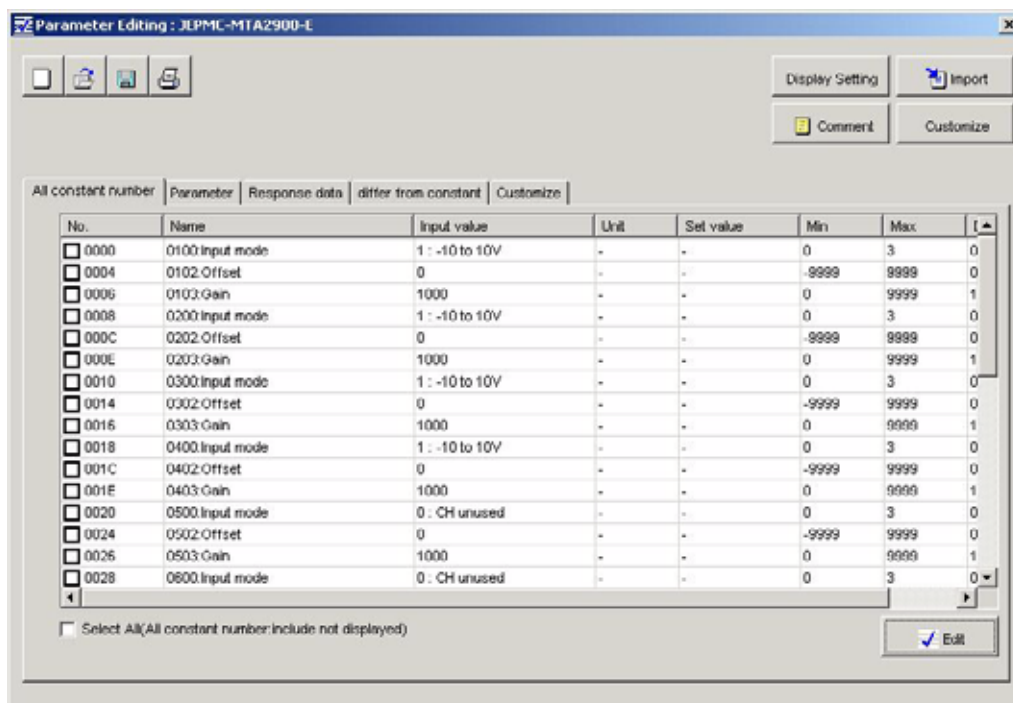 Parameter Editing : JEPMC-MTA2900-E
Display Setting Import
Comment Customize
All constant number Parameter Response data differ from constant Customize
No. Name Input value Unit Set value Min Max
0000 0100:Input mode 1 : -10 to 10V - - 0 3 0
0004 0102:Offset 0 - - -9999 9999 0
0006 0103:Gain 1000 - - 0 9999 1
0008 0200:Input mode 1 : -10 to 10V - - 0 3 0
000C 0202:Offset 0 - - -9999 9999 0
000E 0203:Gain 1000 - - 0 9999 1
0010 0300:Input mode 1 : -10 to 10V - - 0 3 0
0014 0302:Offset 0 - - -9999 9999 0
0016 0303:Gain 1000 - - 0 9999 1
0018 0400:Input mode 1 : -10 to 10V - - 0 3 0
001C 0402:Offset 0 - - -9999 9999 0
001E 0403:Gain 1000 - - 0 9999 1
0020 0500:Input mode 0 : CH unused - - 0 3 0
0024 0502:Offset 0 - - -9999 9999 0
0026 0503:Gain 1000 - - 0 9999 1
0028 0600:Input mode 0 : CH unused - - 0 3 0
Select All(All constant number:include not displayed)
Edit